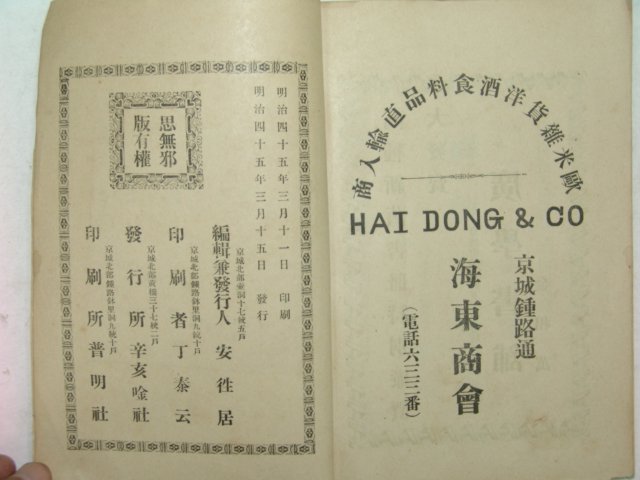 歐米雜貨洋酒食料品直輸入商
HAI DONG & CO
京城鍾路通
海東商會
(電話六三二番)
明治四十五年三月十一日 印刷
明治四十五年三月十五日 發行
思無邪
版有權
京城北部壺洞十七統五戶
編輯兼發行人 安徃居
京城北部鍾路鉢里洞九統十戶
印刷者 丁泰云
京城北部黃橋三十七統二戶
發行所 辛亥唫社
京城北部鍾路鉢里洞九統十戶
印刷所 普明社